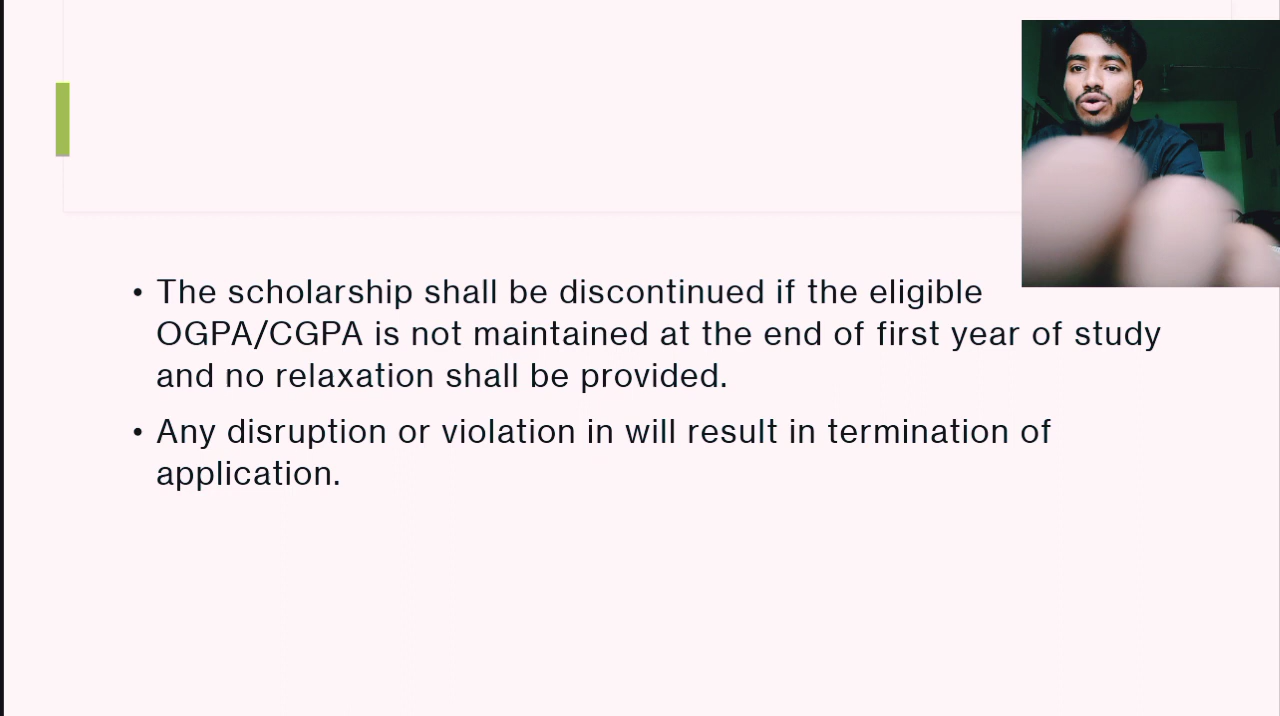 • The scholarship shall be discontinued if the eligible
OGPA/CGPA is not maintained at the end of first year of study
and no relaxation shall be provided.
• Any disruption or violation in will result in termination of
application.